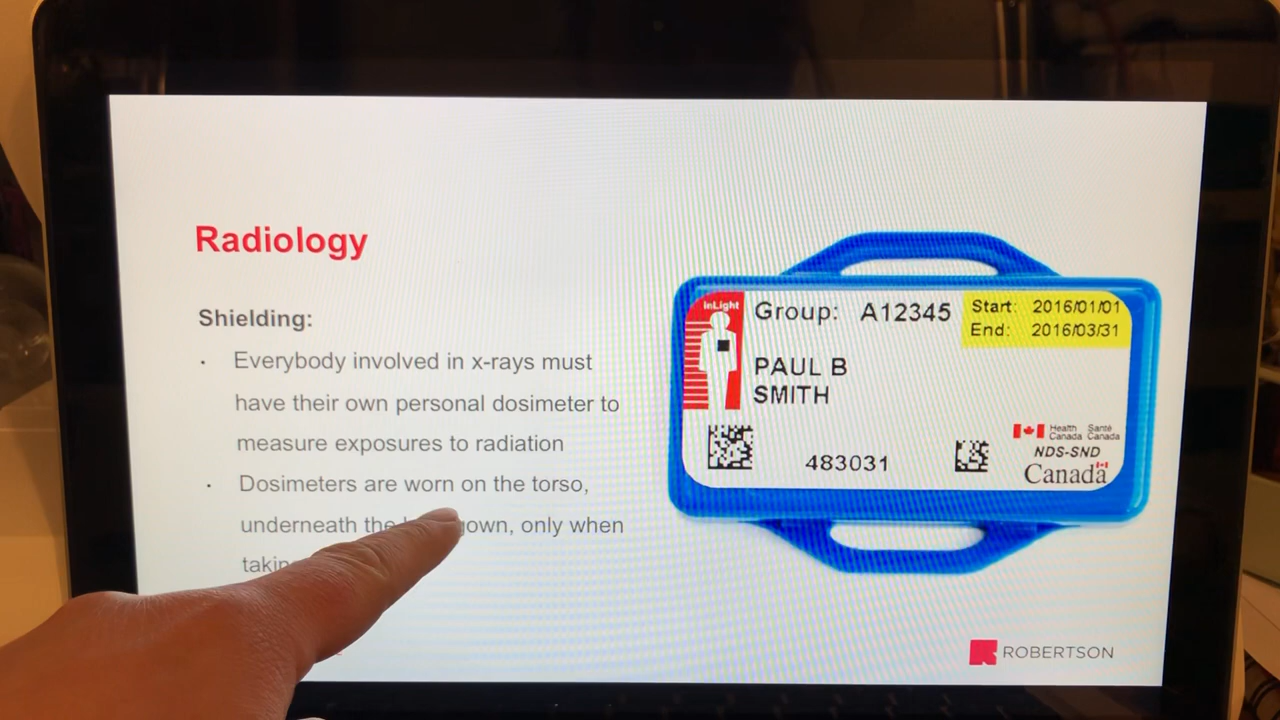 Radiology
Shielding:
· Everybody involved in x-rays must
have their own personal dosimeter to
measure exposures to radiation
· Dosimeters are worn on the torso,
underneath the own, only when
InLight
Group: A12345
Start: 2016/01/01
End: 2016/03/31
PAUL B
SMITH
483031
Health Canada Santé Canada
NDS-SND
Canada
ROBERTSON